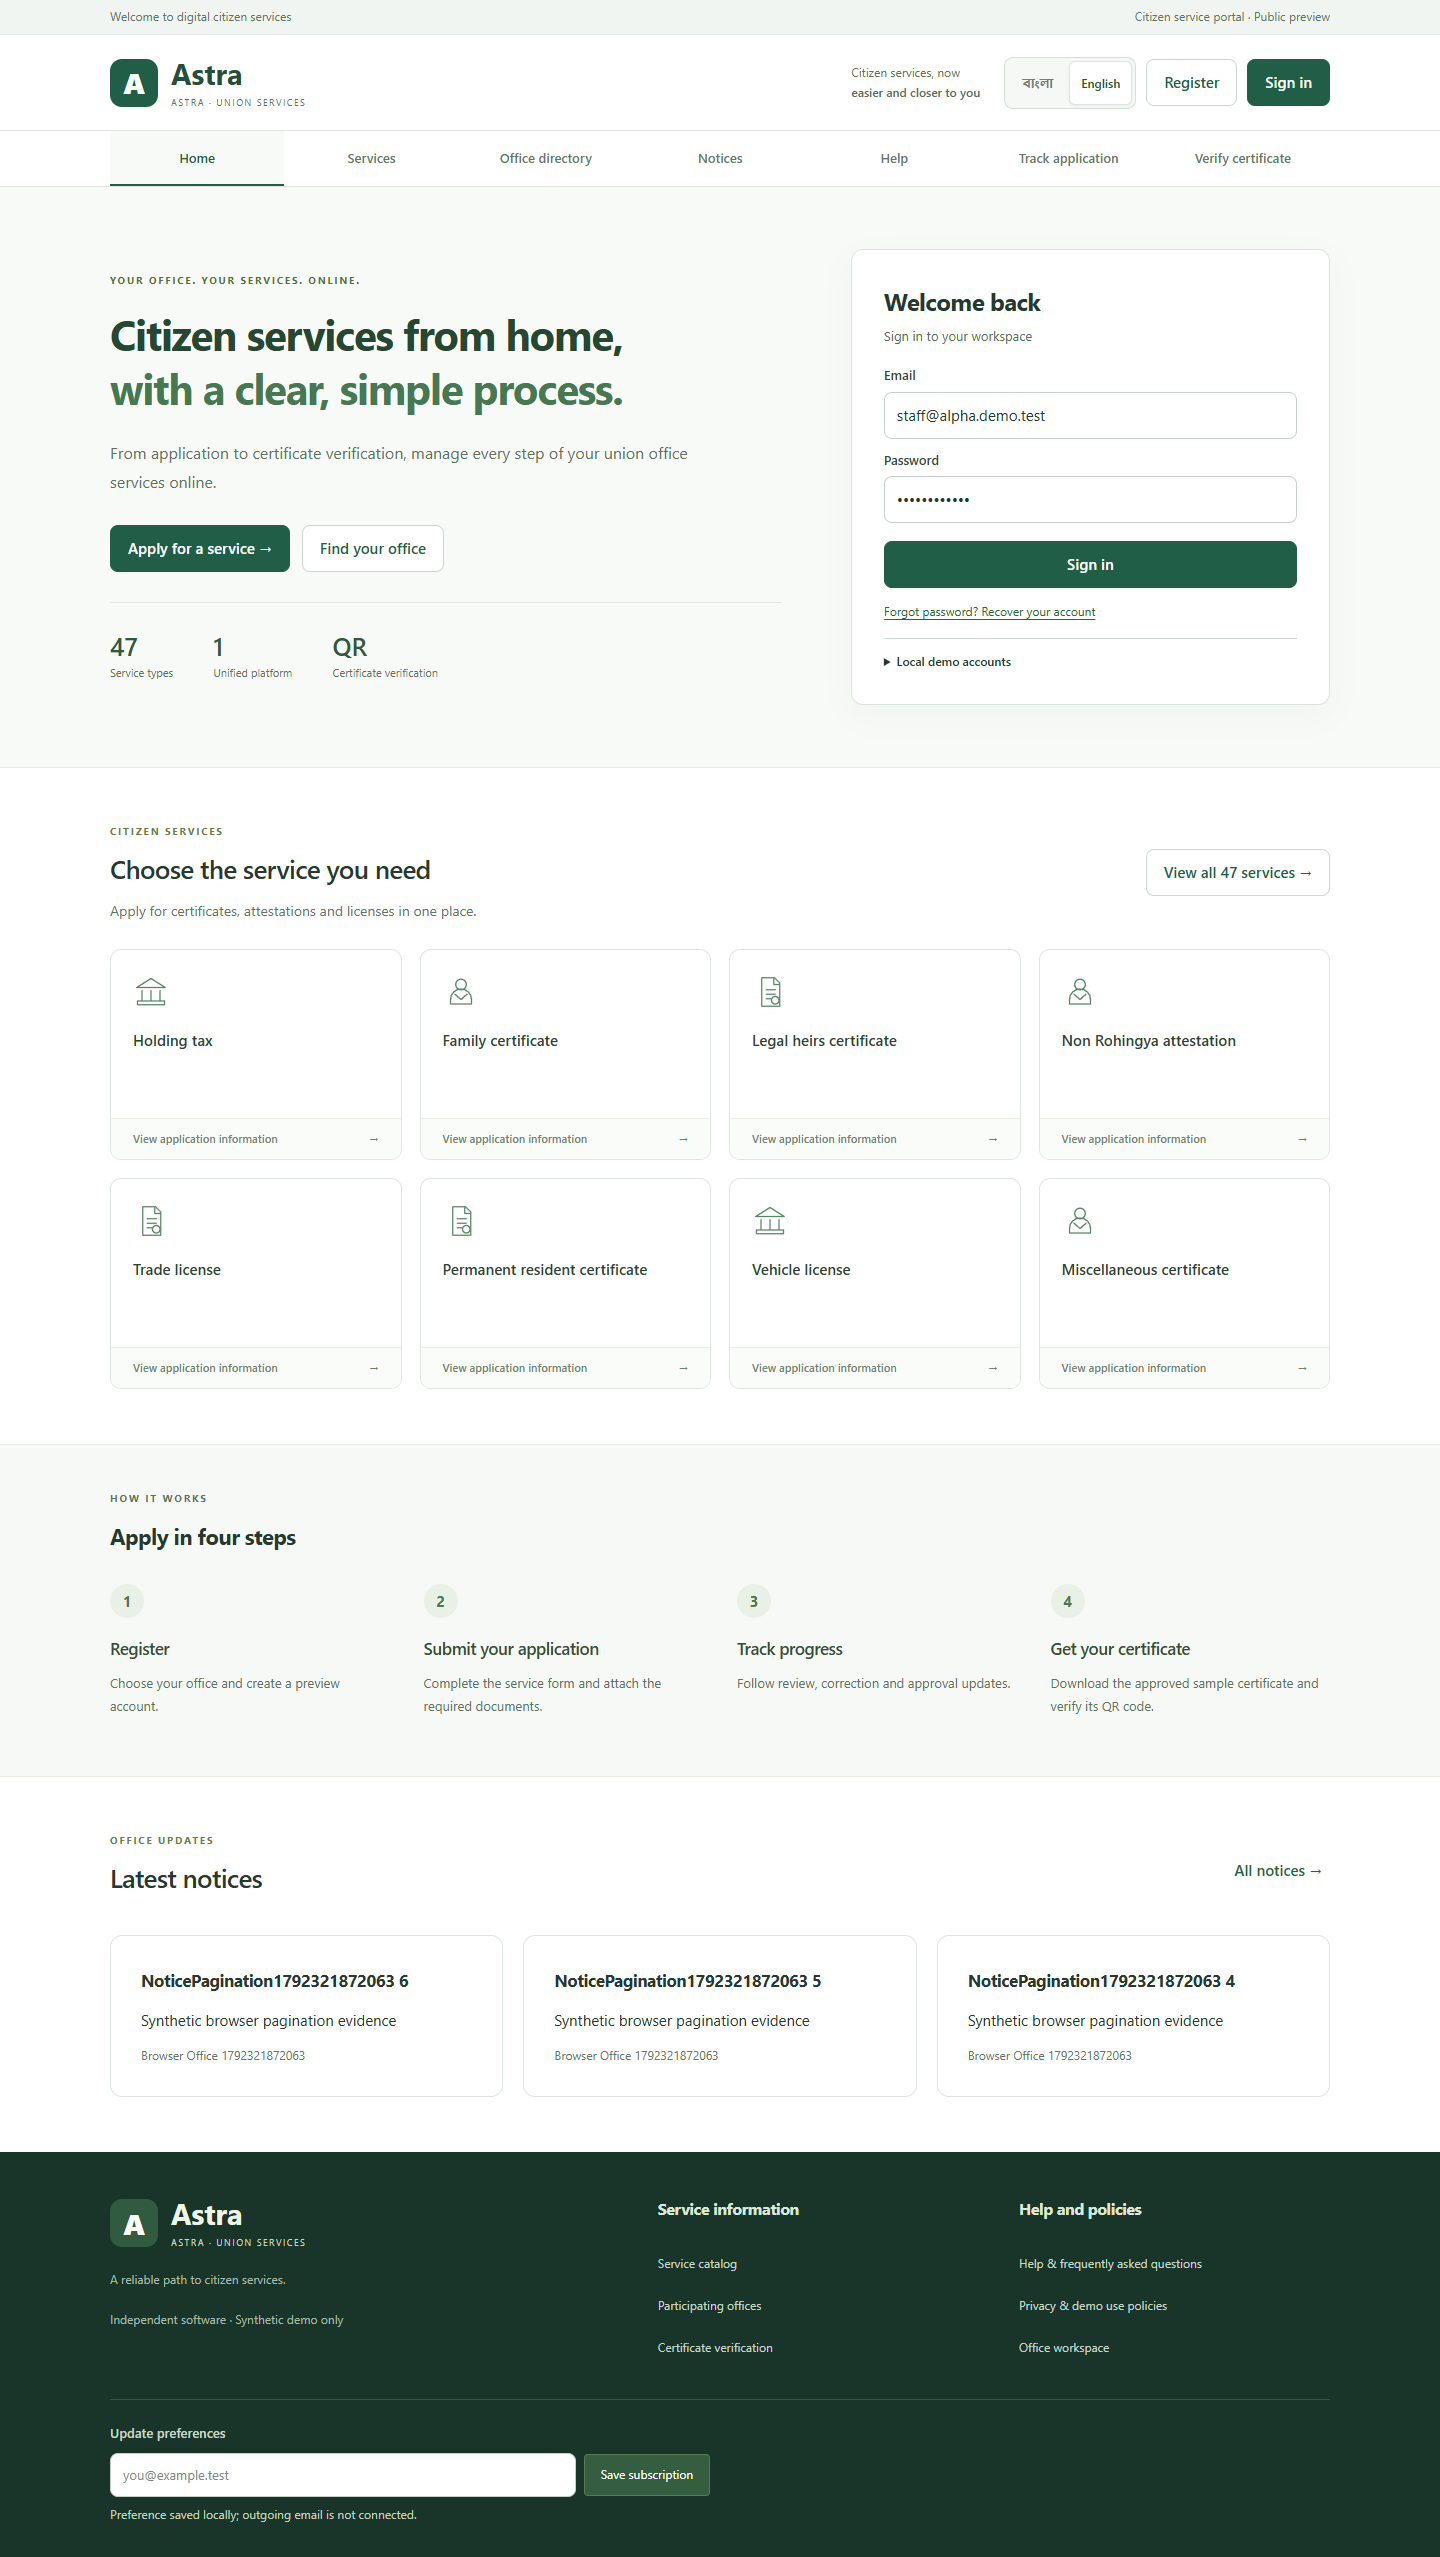 Welcome to digital citizen services
Citizen service portal · Public preview
A
Astra
ASTRA · UNION SERVICES
Citizen services, now
easier and closer to you
বাংলা
English
Register
Sign in
Home
Services
Office directory
Notices
Help
Track application
Verify certificate
YOUR OFFICE. YOUR SERVICES. ONLINE.
Citizen services from home,
with a clear, simple process.
From application to certificate verification, manage every step of your union office
services online.
Apply for a service →
Find your office
47
Service types
1
Unified platform
QR
Certificate verification
Welcome back
Sign in to your workspace
Email
staff@alpha.demo.test
Password
••••••••••••
Sign in
Forgot password? Recover your account
▶ Local demo accounts
CITIZEN SERVICES
Choose the service you need
Apply for certificates, attestations and licenses in one place.
View all 47 services →
Holding tax
Family certificate
Legal heirs certificate
Non Rohingya attestation
View application information →
View application information →
View application information →
View application information →
Trade license
Permanent resident certificate
Vehicle license
Miscellaneous certificate
View application information →
View application information →
View application information →
View application information →
HOW IT WORKS
Apply in four steps
1
Register
Choose your office and create a preview
account.
2
Submit your application
Complete the service form and attach the
required documents.
3
Track progress
Follow review, correction and approval updates.
4
Get your certificate
Download the approved sample certificate and
verify its QR code.
OFFICE UPDATES
Latest notices
All notices →
NoticePagination1792321872063 6
Synthetic browser pagination evidence
Browser Office 1792321872063
NoticePagination1792321872063 5
Synthetic browser pagination evidence
Browser Office 1792321872063
NoticePagination1792321872063 4
Synthetic browser pagination evidence
Browser Office 1792321872063
A
Astra
ASTRA · UNION SERVICES
A reliable path to citizen services.
Independent software · Synthetic demo only
Service information
Service catalog
Participating offices
Certificate verification
Help and policies
Help & frequently asked questions
Privacy & demo use policies
Office workspace
Update preferences
you@example.test
Save subscription
Preference saved locally; outgoing email is not connected.